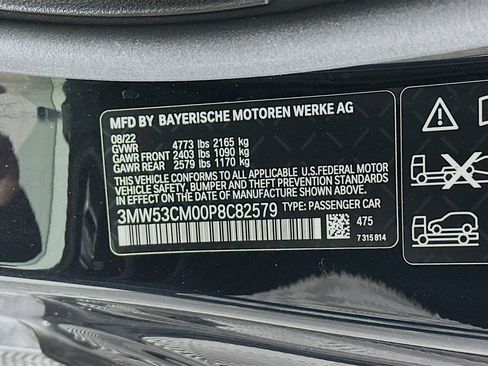 MFD BY BAYERISCHE MOTOREN WERKE AG
08/22
GVWR 4773 lbs 2165 kg
GAWR FRONT 2403 lbs 1090 kg
GAWR REAR 2579 lbs 1170 kg
THIS VEHICLE CONFORMS TO ALL APPLICABLE U.S.FEDERAL MOTOR
VEHICLE SAFETY, BUMPER, AND THEFT PREVENTION STANDARDS
IN EFFECT ON THE DATE OF MANUFACTURE SHOWN ABOVE.
3MW53CM00P8C82579 TYPE: PASSENGER CAR
475
7 315 814